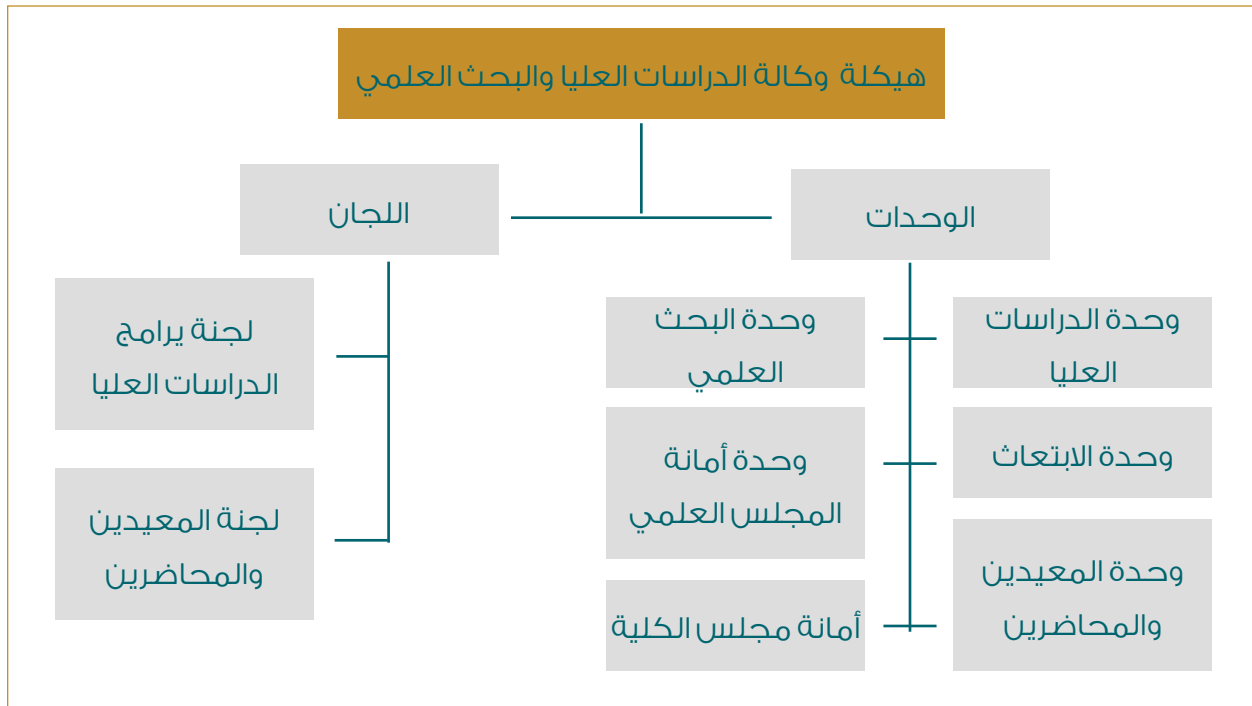 هيكلة وكالة الدراسات العليا والبحث العلمي
الوحدات
اللجان
وحدة الدراسات
العليا
وحدة البحث
العلمي
وحدة الابتعاث
وحدة أمانة
المجلس العلمي
وحدة المعيدين
والمحاضرين
أمانة مجلس الكلية
لجنة يرامج
الدراسات العليا
لجنة المعيدين
والمحاضرين